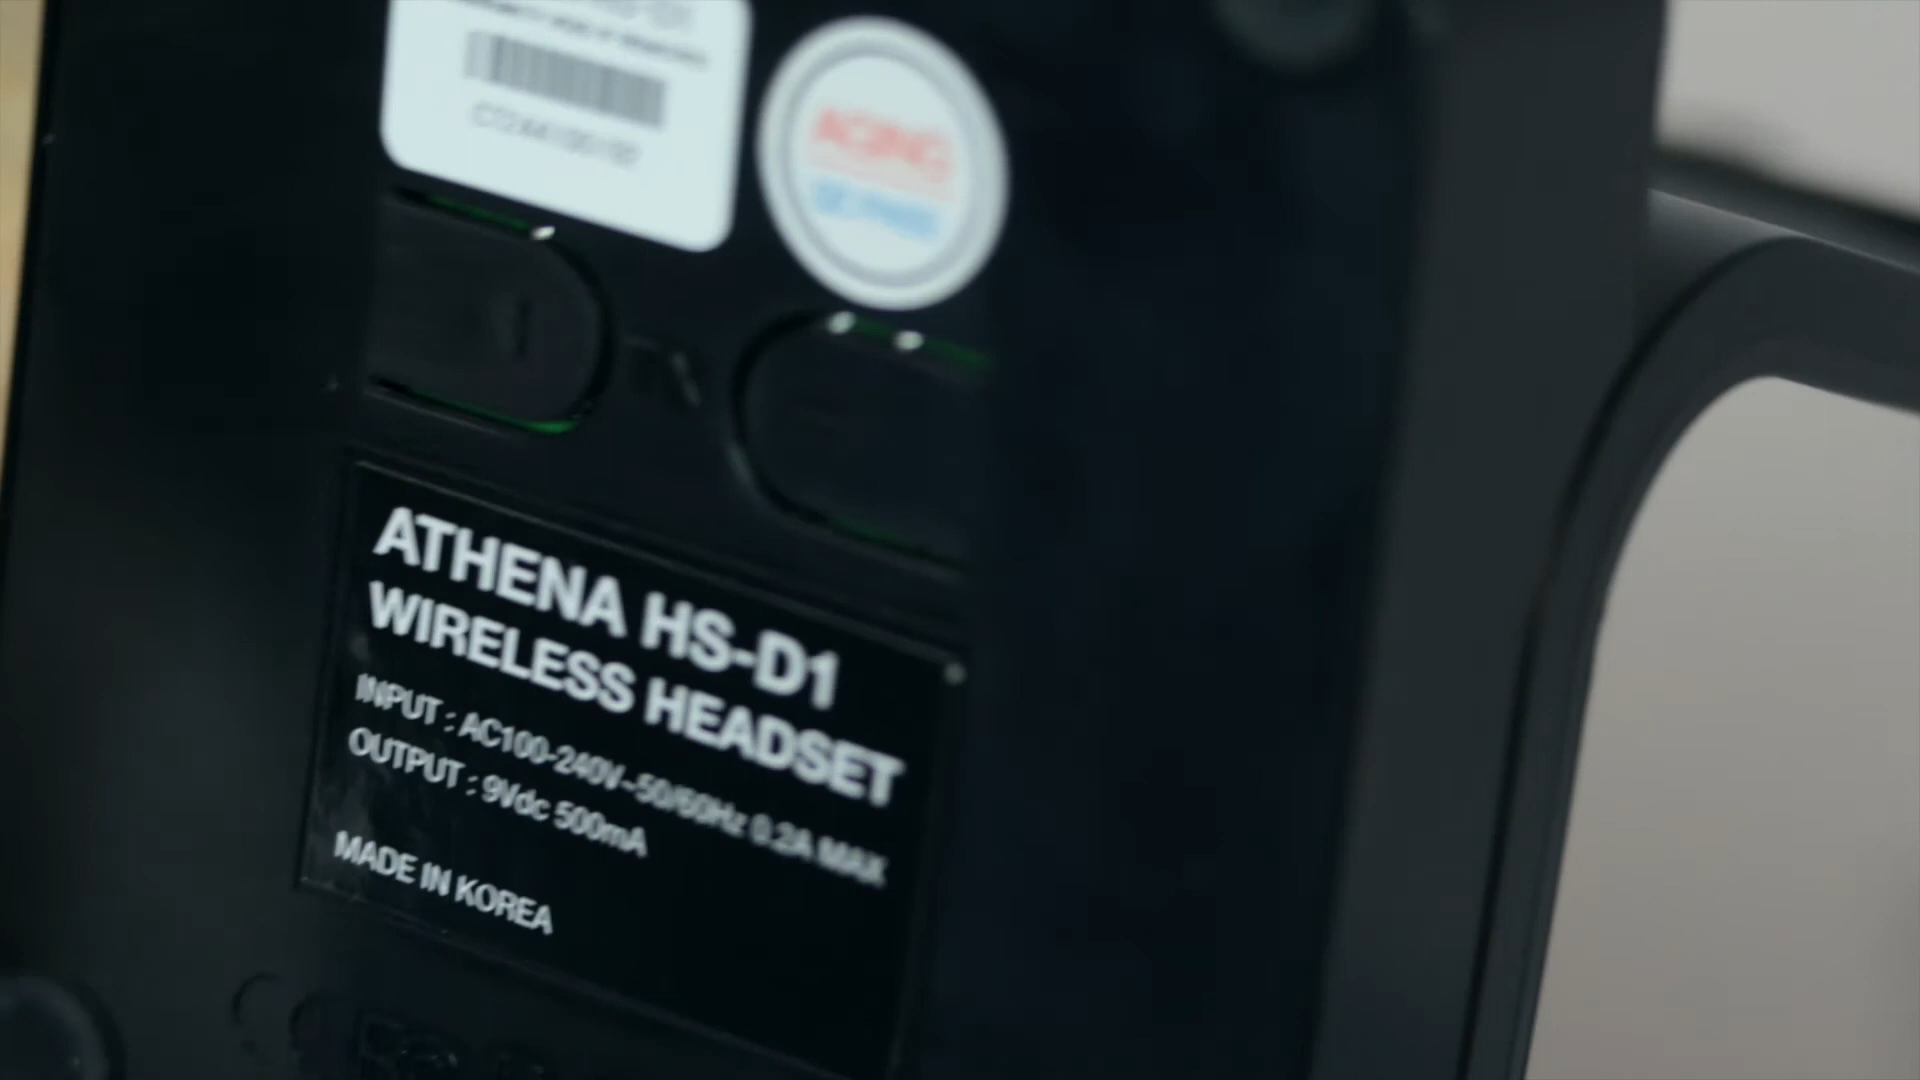 AGING
ATHENA HS-D1
WIRELESS HEADSET
INPUT : AC100-240V~50/60Hz 0.2A MAX
OUTPUT : 9Vdc 500mA
MADE IN KOREA